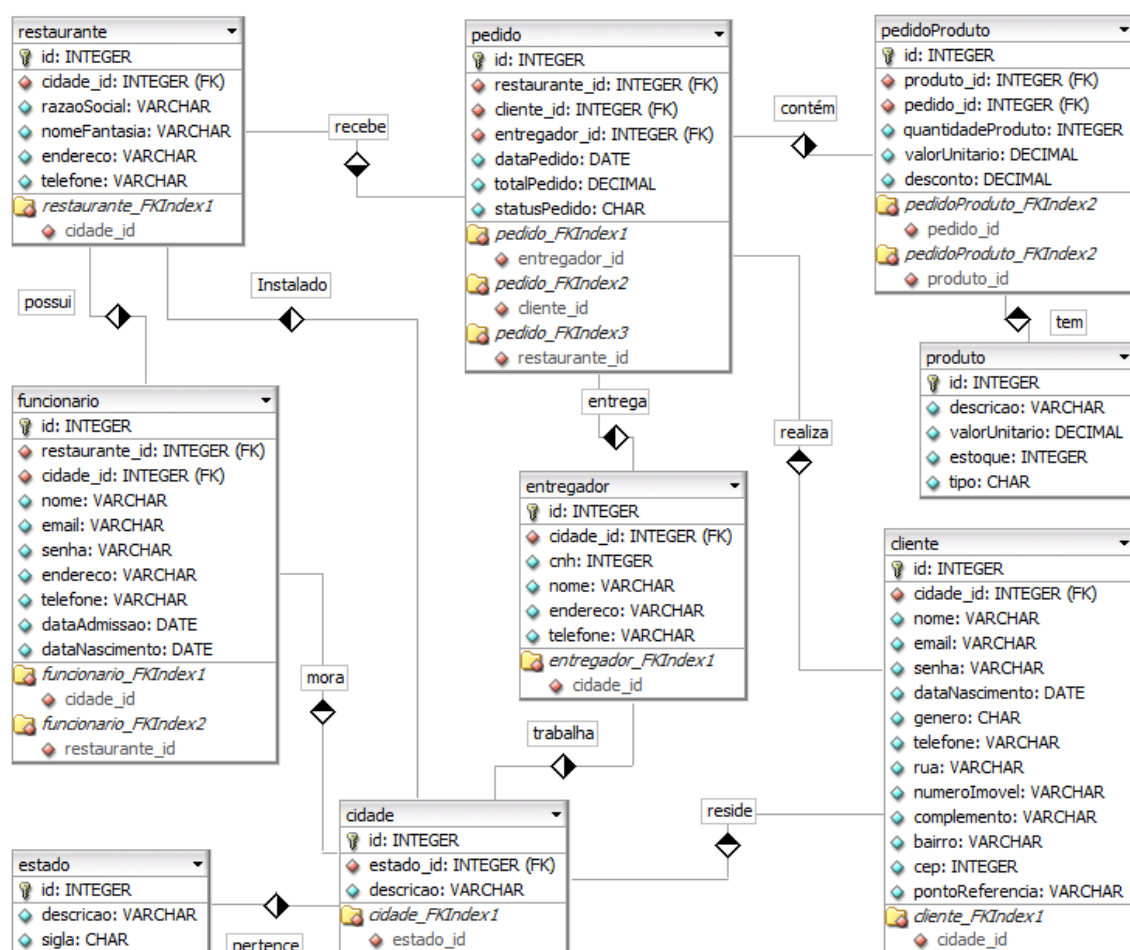 restaurante
id: INTEGER
cidade_id: INTEGER (FK)
razaoSocial: VARCHAR
nomeFantasia: VARCHAR
endereco: VARCHAR
telefone: VARCHAR
restaurante_FKIndex1
cidade_id
recebe
pedido
id: INTEGER
restaurante_id: INTEGER (FK)
cliente_id: INTEGER (FK)
entregador_id: INTEGER (FK)
dataPedido: DATE
totalPedido: DECIMAL
statusPedido: CHAR
pedido_FKIndex1
entregador_id
pedido_FKIndex2
cliente_id
pedido_FKIndex3
restaurante_id
contém
pedidoProduto
id: INTEGER
produto_id: INTEGER (FK)
pedido_id: INTEGER (FK)
quantidadeProduto: INTEGER
valorUnitario: DECIMAL
desconto: DECIMAL
pedidoProduto_FKIndex2
pedido_id
pedidoProduto_FKIndex2
produto_id
possui
Instalado
tem
produto
id: INTEGER
descricao: VARCHAR
valorUnitario: DECIMAL
estoque: INTEGER
tipo: CHAR
funcionario
id: INTEGER
restaurante_id: INTEGER (FK)
cidade_id: INTEGER (FK)
nome: VARCHAR
email: VARCHAR
senha: VARCHAR
endereco: VARCHAR
telefone: VARCHAR
dataAdmissao: DATE
dataNascimento: DATE
funcionario_FKIndex1
cidade_id
funcionario_FKIndex2
restaurante_id
entrega
realiza
entregador
id: INTEGER
cidade_id: INTEGER (FK)
cnh: INTEGER
nome: VARCHAR
endereco: VARCHAR
telefone: VARCHAR
entregador_FKIndex1
cidade_id
cliente
id: INTEGER
cidade_id: INTEGER (FK)
nome: VARCHAR
email: VARCHAR
senha: VARCHAR
dataNascimento: DATE
genero: CHAR
telefone: VARCHAR
rua: VARCHAR
numeroImovel: VARCHAR
complemento: VARCHAR
bairro: VARCHAR
cep: INTEGER
pontoReferencia: VARCHAR
cliente_FKIndex1
cidade_id
mora
trabalha
reside
cidade
id: INTEGER
estado_id: INTEGER (FK)
descricao: VARCHAR
cidade_FKIndex1
estado_id
estado
id: INTEGER
descricao: VARCHAR
sigla: CHAR
pertence